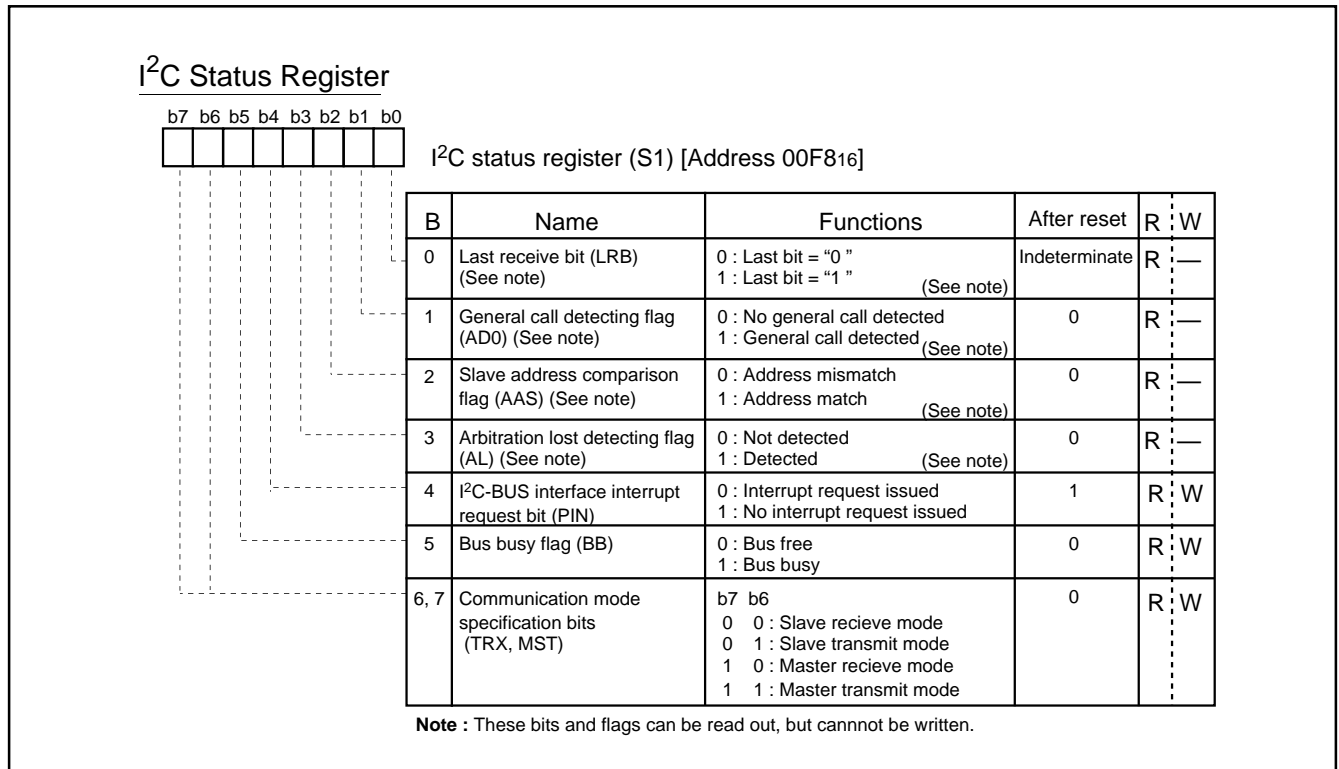 I2C Status Register
b7 b6 b5 b4 b3 b2 b1 b0
I2C status register (S1) [Address 00F816]
B Name Functions After reset R W
0 Last receive bit (LRB) (See note) 0 : Last bit = “0 ” 1 : Last bit = “1 ” (See note) Indeterminate R —
1 General call detecting flag (AD0) (See note) 0 : No general call detected 1 : General call detected (See note) 0 R —
2 Slave address comparison flag (AAS) (See note) 0 : Address mismatch 1 : Address match (See note) 0 R —
3 Arbitration lost detecting flag (AL) (See note) 0 : Not detected 1 : Detected (See note) 0 R —
4 I2C-BUS interface interrupt request bit (PIN) 0 : Interrupt request issued 1 : No interrupt request issued 1 R W
5 Bus busy flag (BB) 0 : Bus free 1 : Bus busy 0 R W
6, 7 Communication mode specification bits (TRX, MST) b7 b6 0 0 : Slave recieve mode 0 1 : Slave transmit mode 1 0 : Master recieve mode 1 1 : Master transmit mode 0 R W
Note : These bits and flags can be read out, but cannnot be written.